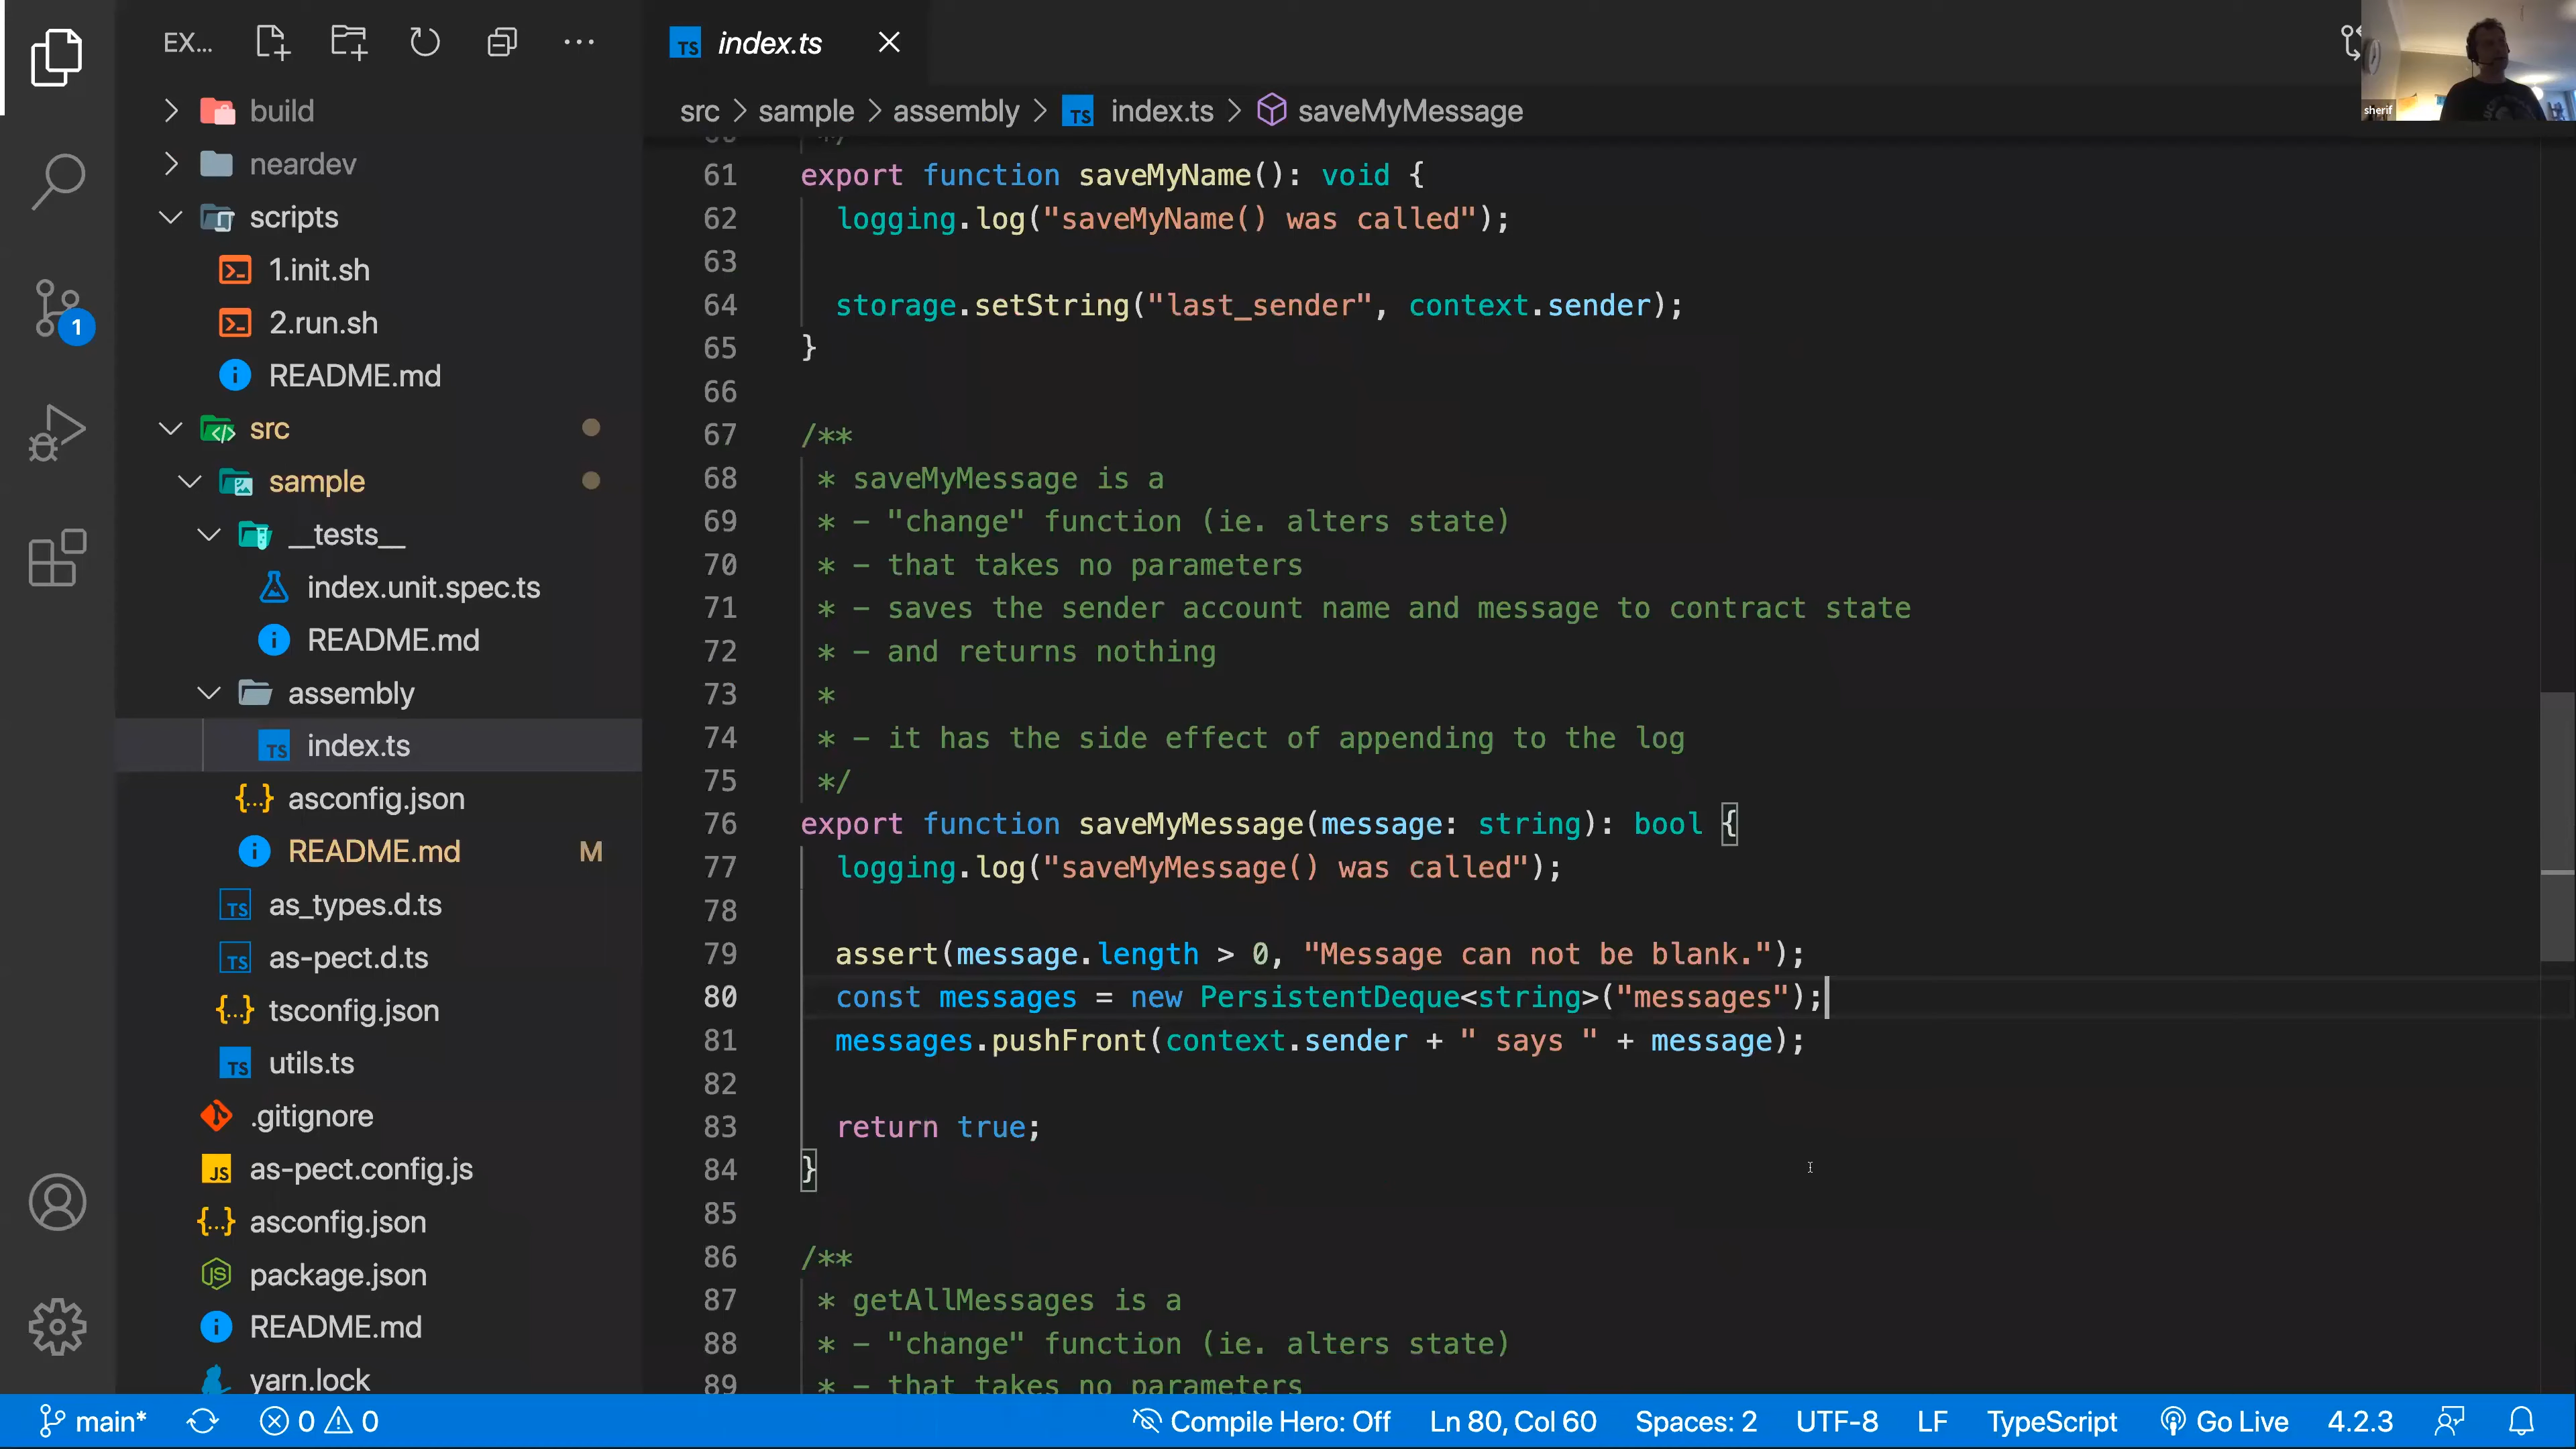 EX...
build
neardev
scripts
1.init.sh
2.run.sh
README.md
src
sample
__tests__
index.unit.spec.ts
README.md
assembly
index.ts
asconfig.json
README.md M
as_types.d.ts
as-pect.d.ts
tsconfig.json
utils.ts
.gitignore
as-pect.config.js
asconfig.json
package.json
README.md
yarn.lock
1
TS index.ts
sherif
src > sample > assembly > TS index.ts > saveMyMessage
61 export function saveMyName(): void {
62 logging.log("saveMyName() was called");
63
64 storage.setString("last_sender", context.sender);
65 }
66
67 /**
68 * saveMyMessage is a
69 * - "change" function (ie. alters state)
70 * - that takes no parameters
71 * - saves the sender account name and message to contract state
72 * - and returns nothing
73 *
74 * - it has the side effect of appending to the log
75 */
76 export function saveMyMessage(message: string): bool {
77 logging.log("saveMyMessage() was called");
78
79 assert(message.length > 0, "Message can not be blank.");
80 const messages = new PersistentDeque<string>("messages");
81 messages.pushFront(context.sender + " says " + message);
82
83 return true;
84 }
85
86 /**
87 * getAllMessages is a
88 * - "change" function (ie. alters state)
89 * - that takes no parameters
main* 0 0 Compile Hero: Off Ln 80, Col 60 Spaces: 2 UTF-8 LF TypeScript Go Live 4.2.3